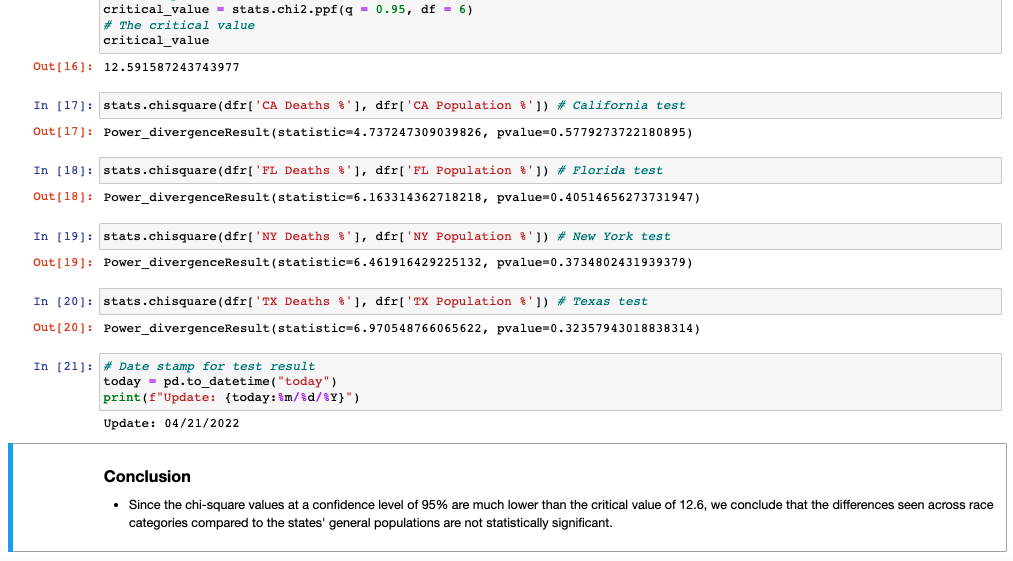 critical_value = stats.chi2.ppf(q = 0.95, df = 6)
# The critical value
critical_value
Out[16]: 12.591587243743977
In [17]: stats.chisquare(dfr['CA Deaths %'], dfr['CA Population %']) # California test
Out[17]: Power_divergenceResult(statistic=4.737247309039826, pvalue=0.5779273722180895)
In [18]: stats.chisquare(dfr['FL Deaths %'], dfr['FL Population %']) # Florida test
Out[18]: Power_divergenceResult(statistic=6.163314362718218, pvalue=0.40514656273731947)
In [19]: stats.chisquare(dfr['NY Deaths %'], dfr['NY Population %']) # New York test
Out[19]: Power_divergenceResult(statistic=6.461916429225132, pvalue=0.3734802431939379)
In [20]: stats.chisquare(dfr['TX Deaths %'], dfr['TX Population %']) # Texas test
Out[20]: Power_divergenceResult(statistic=6.970548766065622, pvalue=0.32357943018838314)
In [21]: # Date stamp for test result
today = pd.to_datetime("today")
print(f"Update: {today:%m/%d/%Y}")
Update: 04/21/2022
Conclusion
• Since the chi-square values at a confidence level of 95% are much lower than the critical value of 12.6, we conclude that the differences seen across race
categories compared to the states' general populations are not statistically significant.